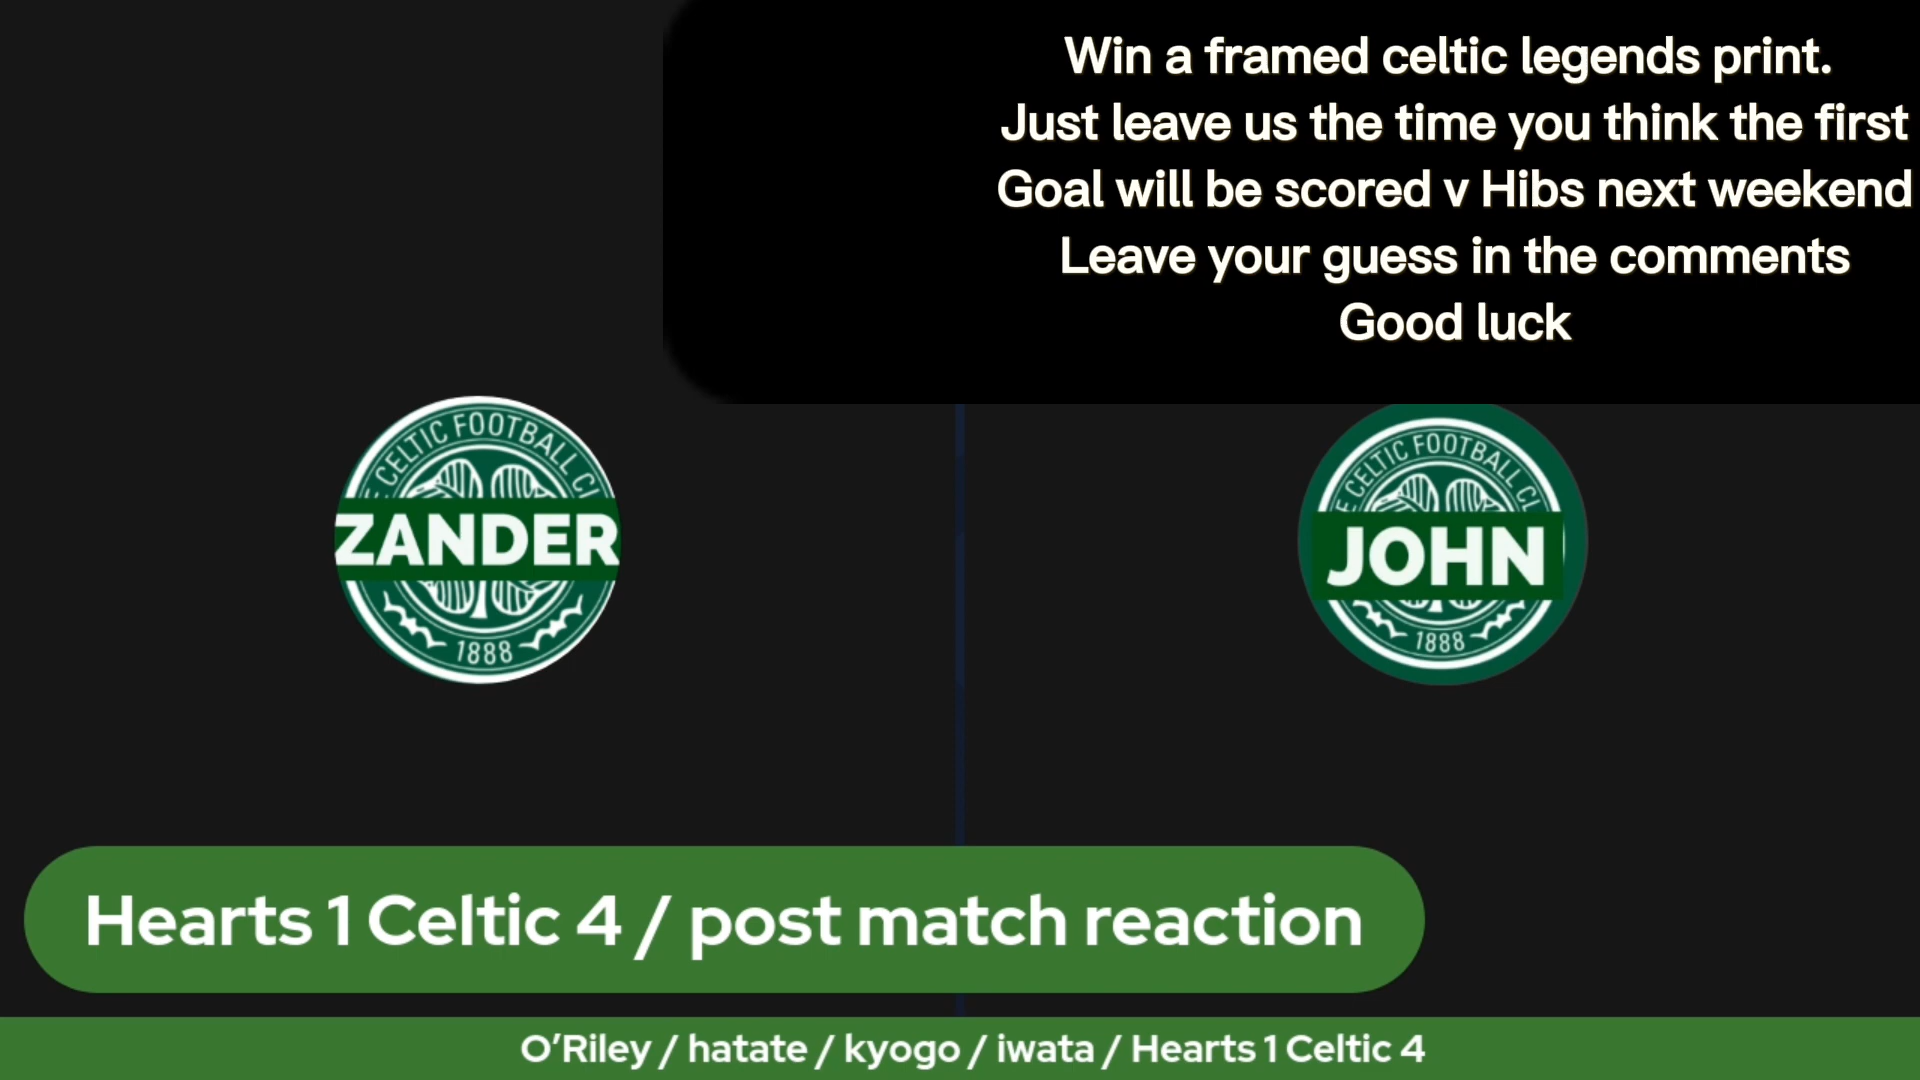 Win a framed celtic legends print.
Just leave us the time you think the first
Goal will be scored v Hibs next weekend
Leave your guess in the comments
Good luck
CELTIC FOOTBALL
ZANDER
1888
CELTIC FOOTBALL
JOHN
1888
Hearts 1 Celtic 4 / post match reaction
O'Riley / hatate / kyogo / iwata / Hearts 1 Celtic 4